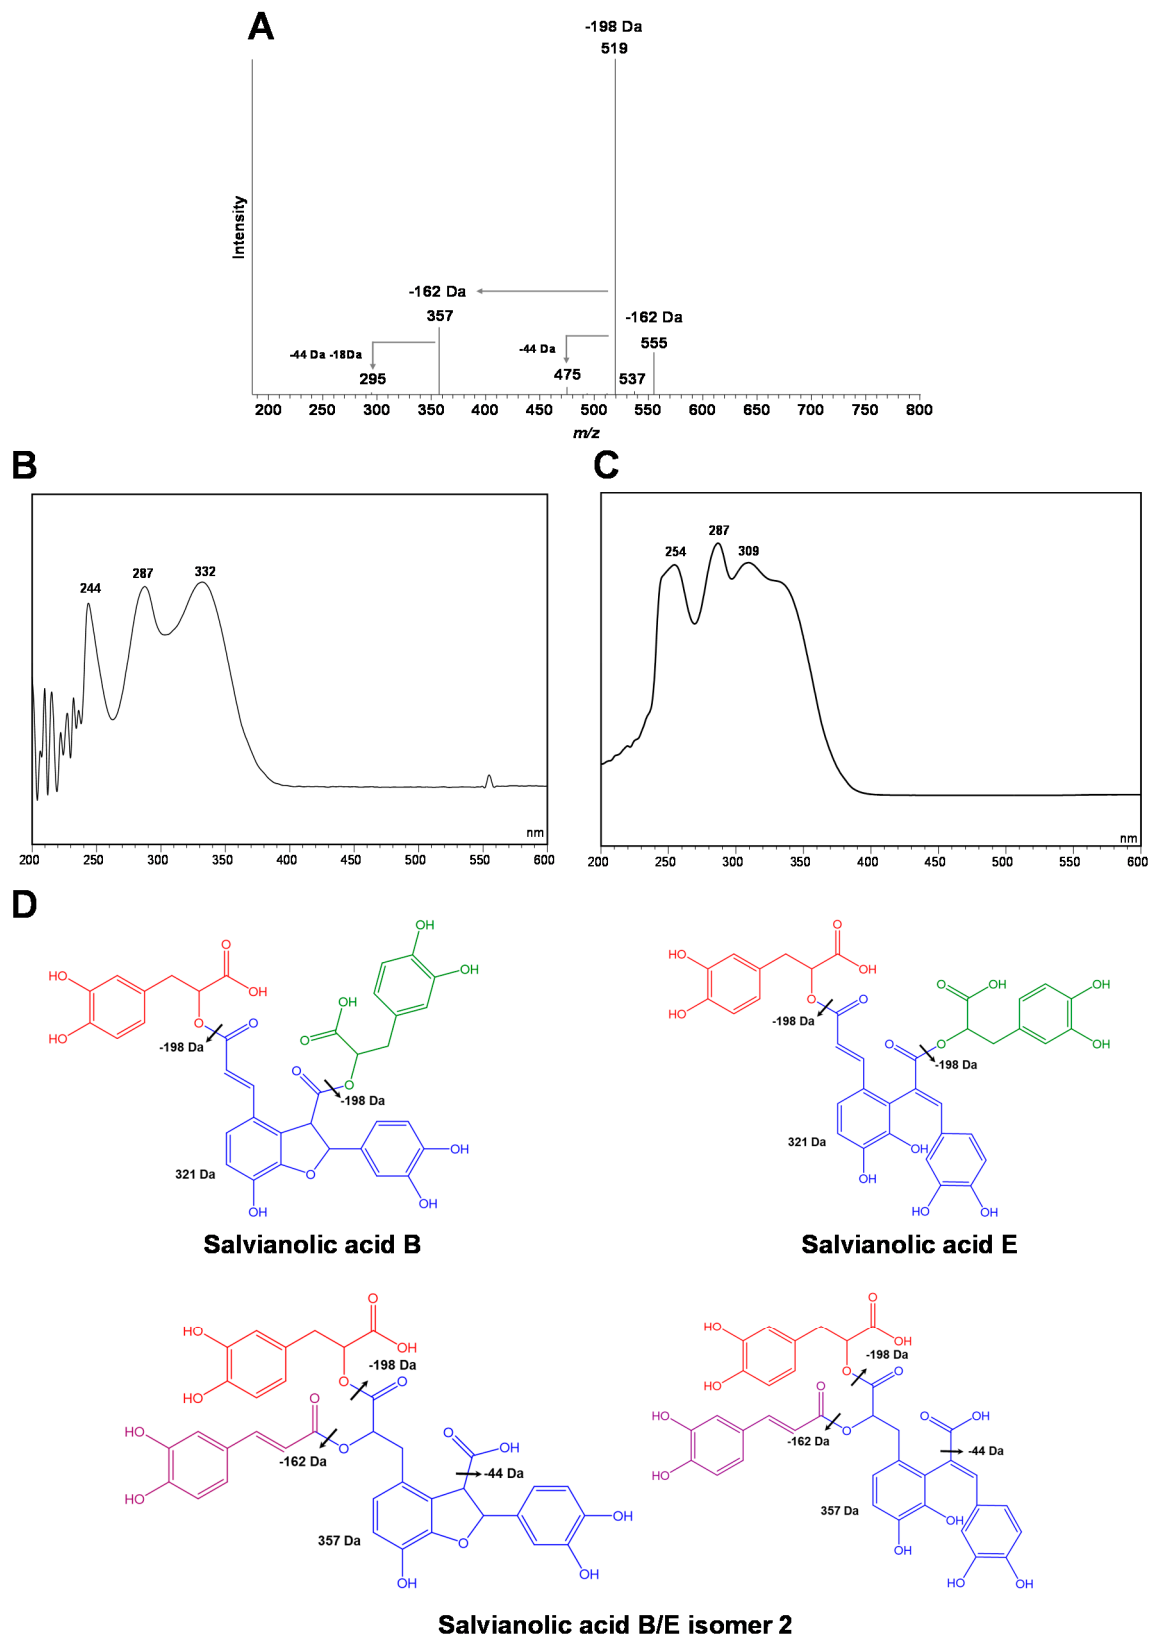 A
-198 Da
519
Intensity
-162 Da
357
-162 Da
555
-44 Da -18Da
295
-44 Da
475
537
200 250 300 350 400 450 500 550 600 650 700 750 800
m/z
B
244
287
332
nm
200 250 300 350 400 450 500 550 600
C
254
287
309
nm
200 250 300 350 400 450 500 550 600
D
HO
HO
O
OH
O
O
-198 Da
OH
OH
OH
O
O
O
-198 Da
321 Da
O
OH
OH
OH
Salvianolic acid B
HO
HO
O
OH
O
O
-198 Da
O
OH
OH
OH
O
O
-198 Da
321 Da
OH
OH
HO
OH
Salvianolic acid E
HO
HO
O
OH
O
-198 Da
O
HO
HO
O
O
-162 Da
O
OH
-44 Da
357 Da
O
OH
OH
OH
HO
HO
O
OH
O
-198 Da
O
HO
HO
O
O
-162 Da
O
OH
-44 Da
357 Da
OH
OH
HO
OH
Salvianolic acid B/E isomer 2